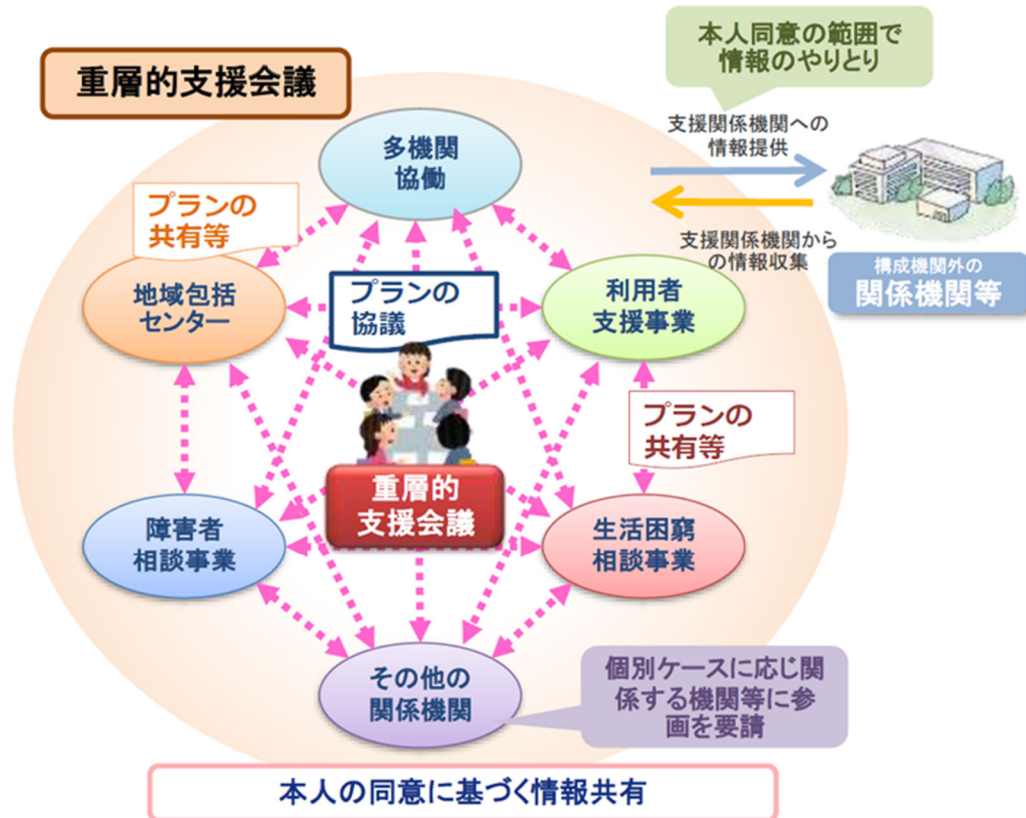 重層的支援会議
本人同意の範囲で
情報のやりとり
支援関係機関への
情報提供
支援関係機関から
の情報収集
構成機関外の
関係機関等
多機関
協働
プランの
共有等
地域包括
センター
プランの
協議
利用者
支援事業
プランの
共有等
重層的
支援会議
障害者
相談事業
生活困窮
相談事業
その他の
関係機関
個別ケースに応じ関
係する機関等に参
画を要請
本人の同意に基づく情報共有